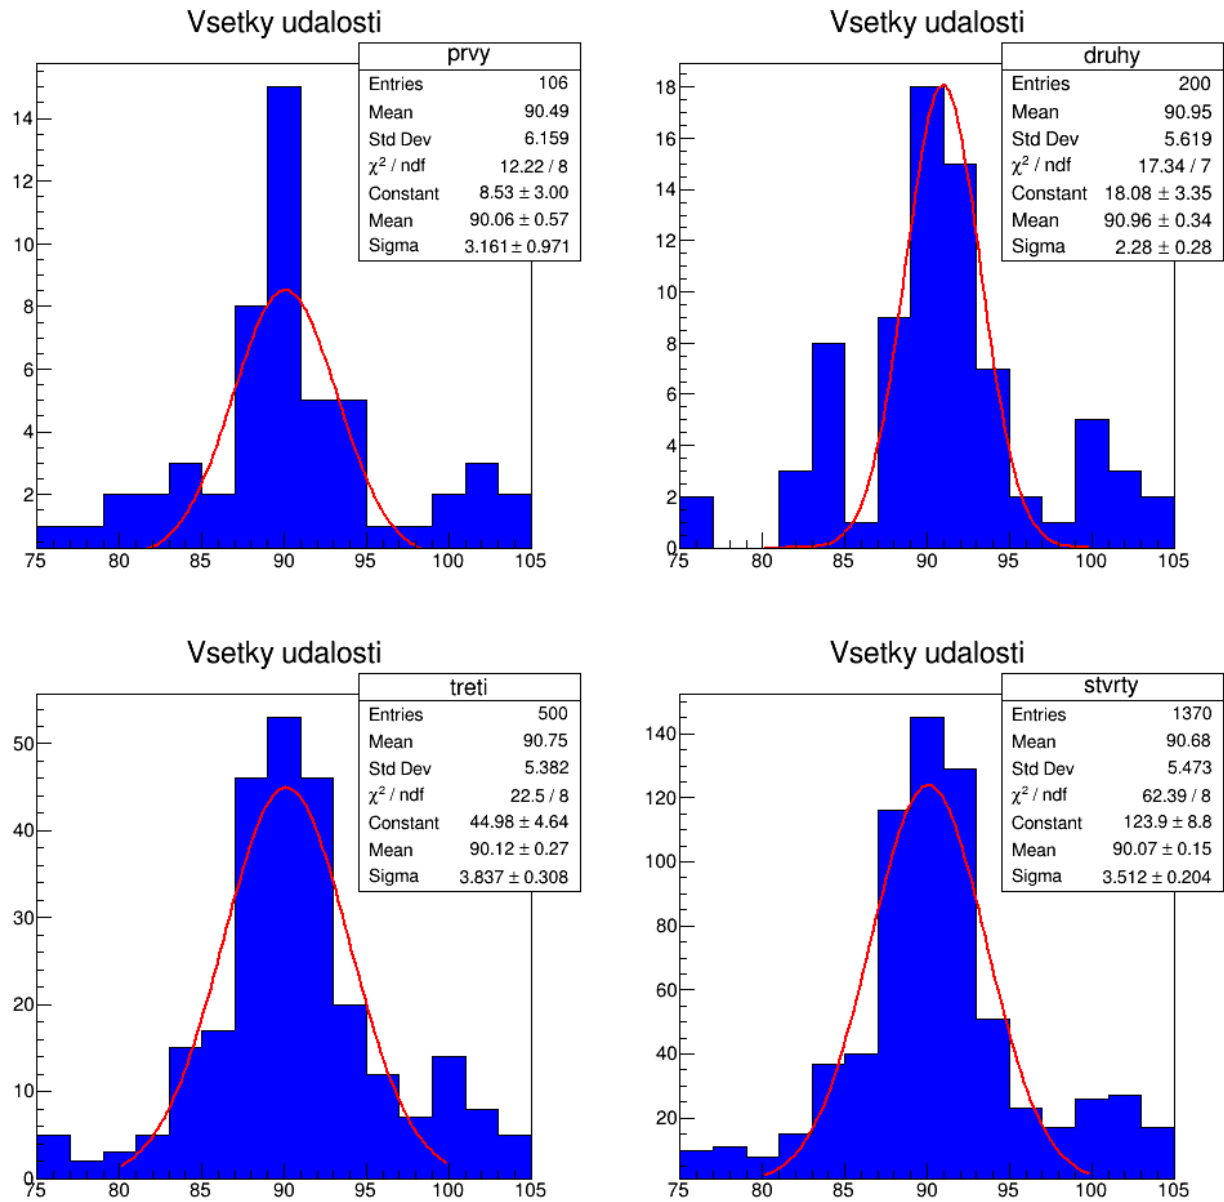 Vsetky udalosti
prvy
Entries 106
Mean 90.49
Std Dev 6.159
χ² / ndf 12.22 / 8
Constant 8.53 ± 3.00
Mean 90.06 ± 0.57
Sigma 3.161 ± 0.971
14
12
10
8
6
4
2
75 80 85 90 95 100 105
Vsetky udalosti
druhy
Entries 200
Mean 90.95
Std Dev 5.619
χ² / ndf 17.34 / 7
Constant 18.08 ± 3.35
Mean 90.96 ± 0.34
Sigma 2.28 ± 0.28
18
16
14
12
10
8
6
4
2
0
75 80 85 90 95 100 105
Vsetky udalosti
treti
Entries 500
Mean 90.75
Std Dev 5.382
χ² / ndf 22.5 / 8
Constant 44.98 ± 4.64
Mean 90.12 ± 0.27
Sigma 3.837 ± 0.308
50
40
30
20
10
0
75 80 85 90 95 100 105
Vsetky udalosti
stvrty
Entries 1370
Mean 90.68
Std Dev 5.473
χ² / ndf 62.39 / 8
Constant 123.9 ± 8.8
Mean 90.07 ± 0.15
Sigma 3.512 ± 0.204
140
120
100
80
60
40
20
75 80 85 90 95 100 105